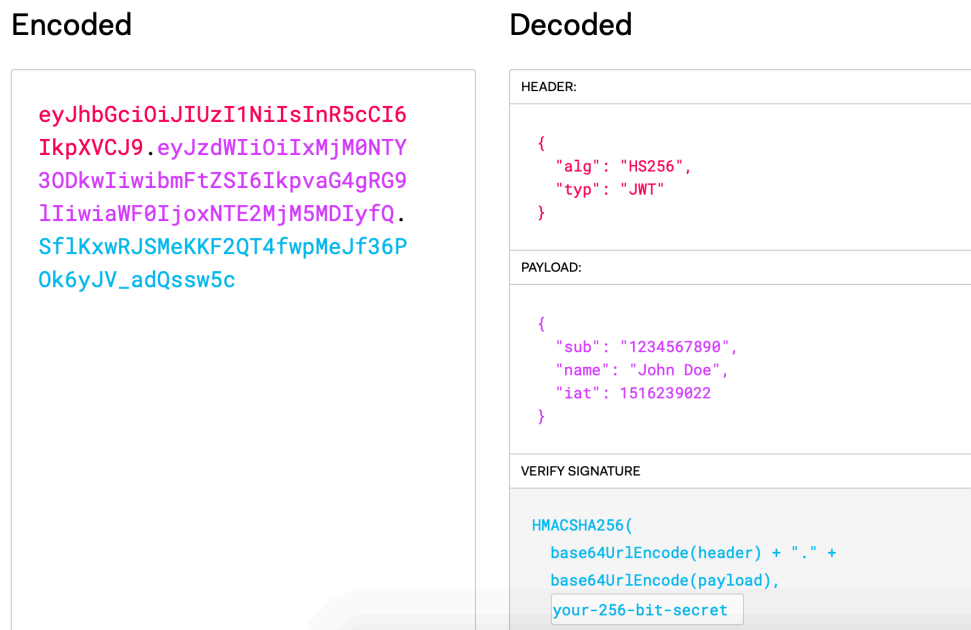 Encoded
eyJhbGciOiJIUzI1NiIsInR5cCI6
IkpXVCJ9.eyJzdWIiOiIxMjM0NTY
3ODkwIiwibmFtZSI6IkpvaG4gRG9
lIiwiaWF0IjoxNTE2MjM5MDIyfQ.
SflKxwRJSMeKKF2QT4fwpMeJf36P
Ok6yJV_adQssw5c
Decoded
HEADER:
{
"alg": "HS256",
"typ": "JWT"
}
PAYLOAD:
{
"sub": "1234567890",
"name": "John Doe",
"iat": 1516239022
}
VERIFY SIGNATURE
HMACSHA256(
base64UrlEncode(header) + "." +
base64UrlEncode(payload),
your-256-bit-secret